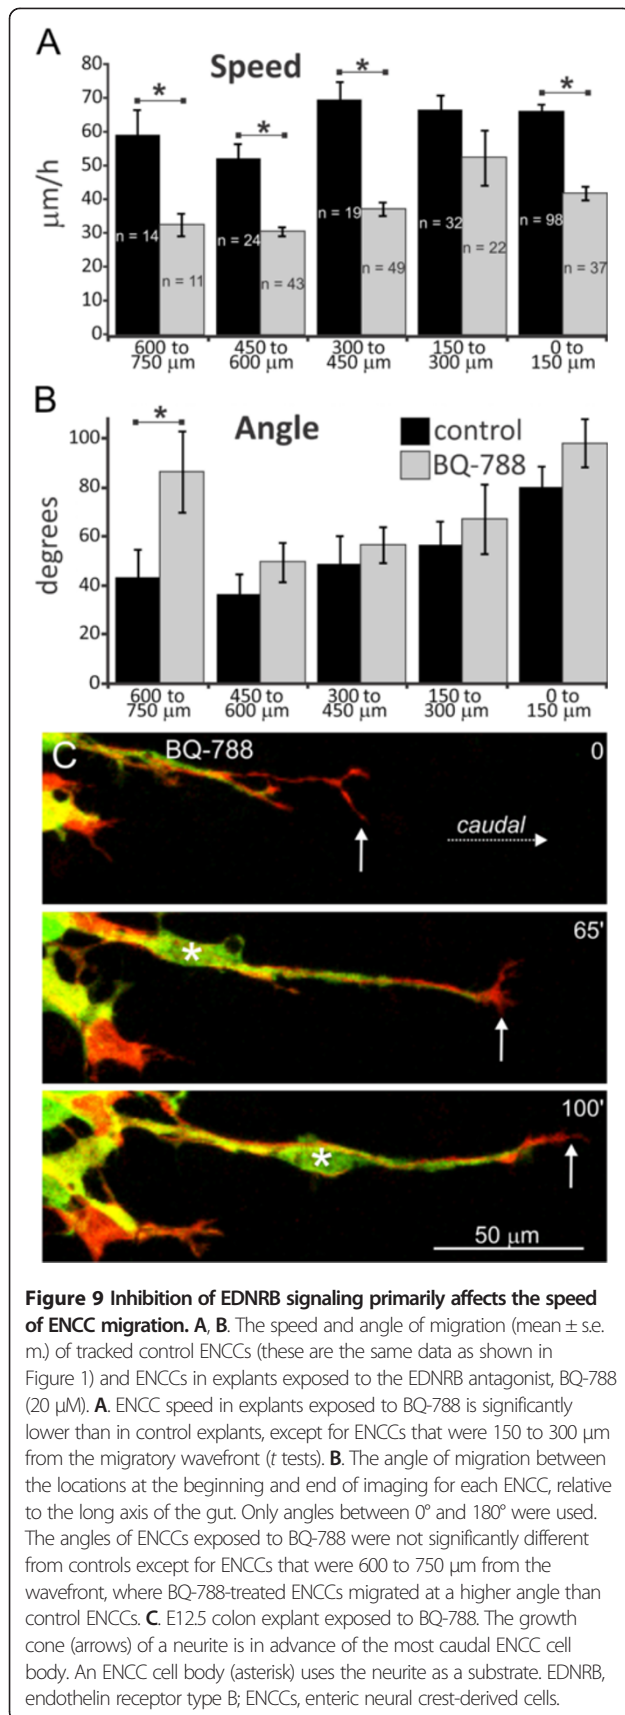 A
Speed
*
*
*
*
80
70
60
50
40
30
20
10
0
μm/h
n = 14
n = 11
n = 24
n = 43
n = 19
n = 49
n = 32
n = 22
n = 98
n = 37
600 to 750 μm
450 to 600 μm
300 to 450 μm
150 to 300 μm
0 to 150 μm
B
Angle
*
control
BQ-788
100
80
60
40
20
0
degrees
600 to 750 μm
450 to 600 μm
300 to 450 μm
150 to 300 μm
0 to 150 μm
C
BQ-788
0
caudal
65'
*
100'
*
50 μm
Figure 9 Inhibition of EDNRB signaling primarily affects the speed
of ENCC migration. A, B. The speed and angle of migration (mean ± s.e.
m.) of tracked control ENCCs (these are the same data as shown in
Figure 1) and ENCCs in explants exposed to the EDNRB antagonist, BQ-788
(20 μM). A. ENCC speed in explants exposed to BQ-788 is significantly
lower than in control explants, except for ENCCs that were 150 to 300 μm
from the migratory wavefront (t tests). B. The angle of migration between
the locations at the beginning and end of imaging for each ENCC, relative
to the long axis of the gut. Only angles between 0° and 180° were used.
The angles of ENCCs exposed to BQ-788 were not significantly different
from controls except for ENCCs that were 600 to 750 μm from the
wavefront, where BQ-788-treated ENCCs migrated at a higher angle than
control ENCCs. C. E12.5 colon explant exposed to BQ-788. The growth
cone (arrows) of a neurite is in advance of the most caudal ENCC cell
body. An ENCC cell body (asterisk) uses the neurite as a substrate. EDNRB,
endothelin receptor type B; ENCCs, enteric neural crest-derived cells.